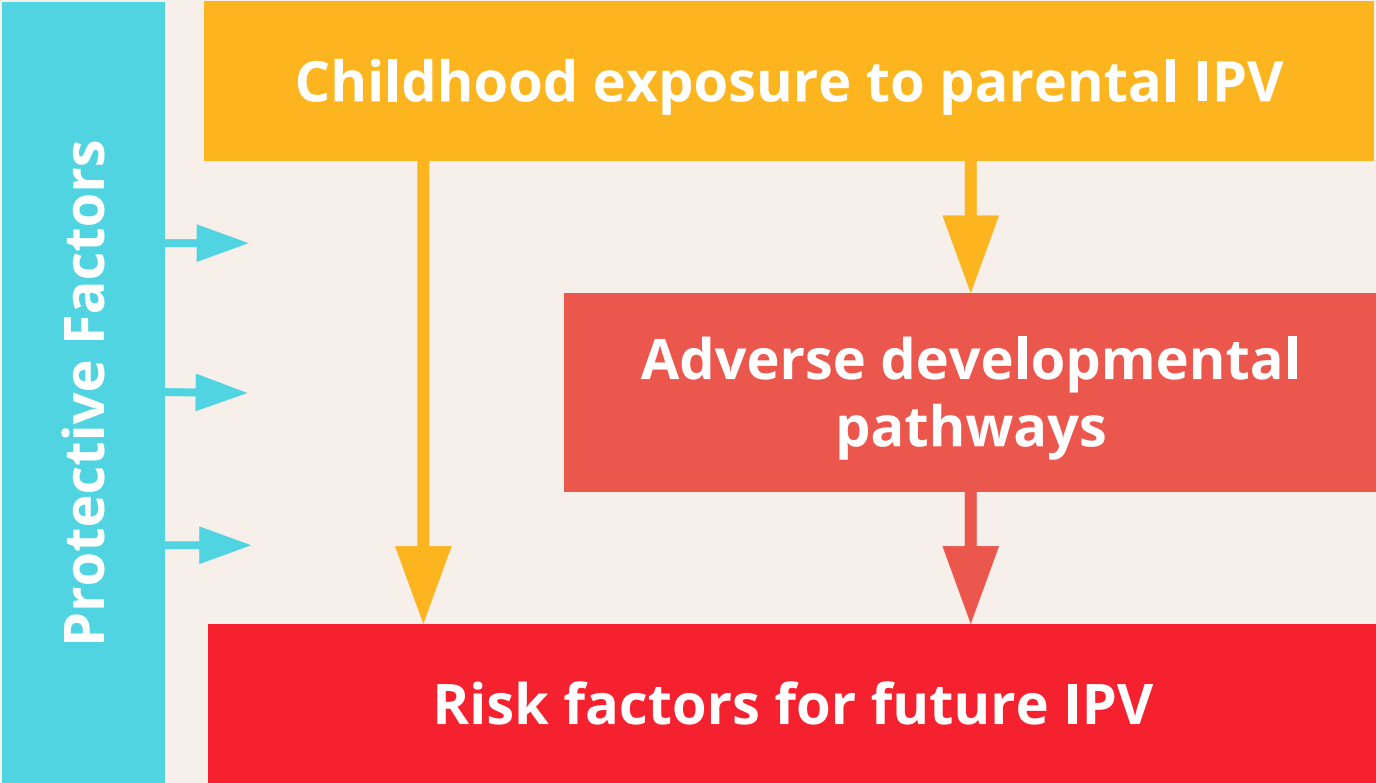 Protective Factors
Childhood exposure to parental IPV
Adverse developmental
pathways
Risk factors for future IPV